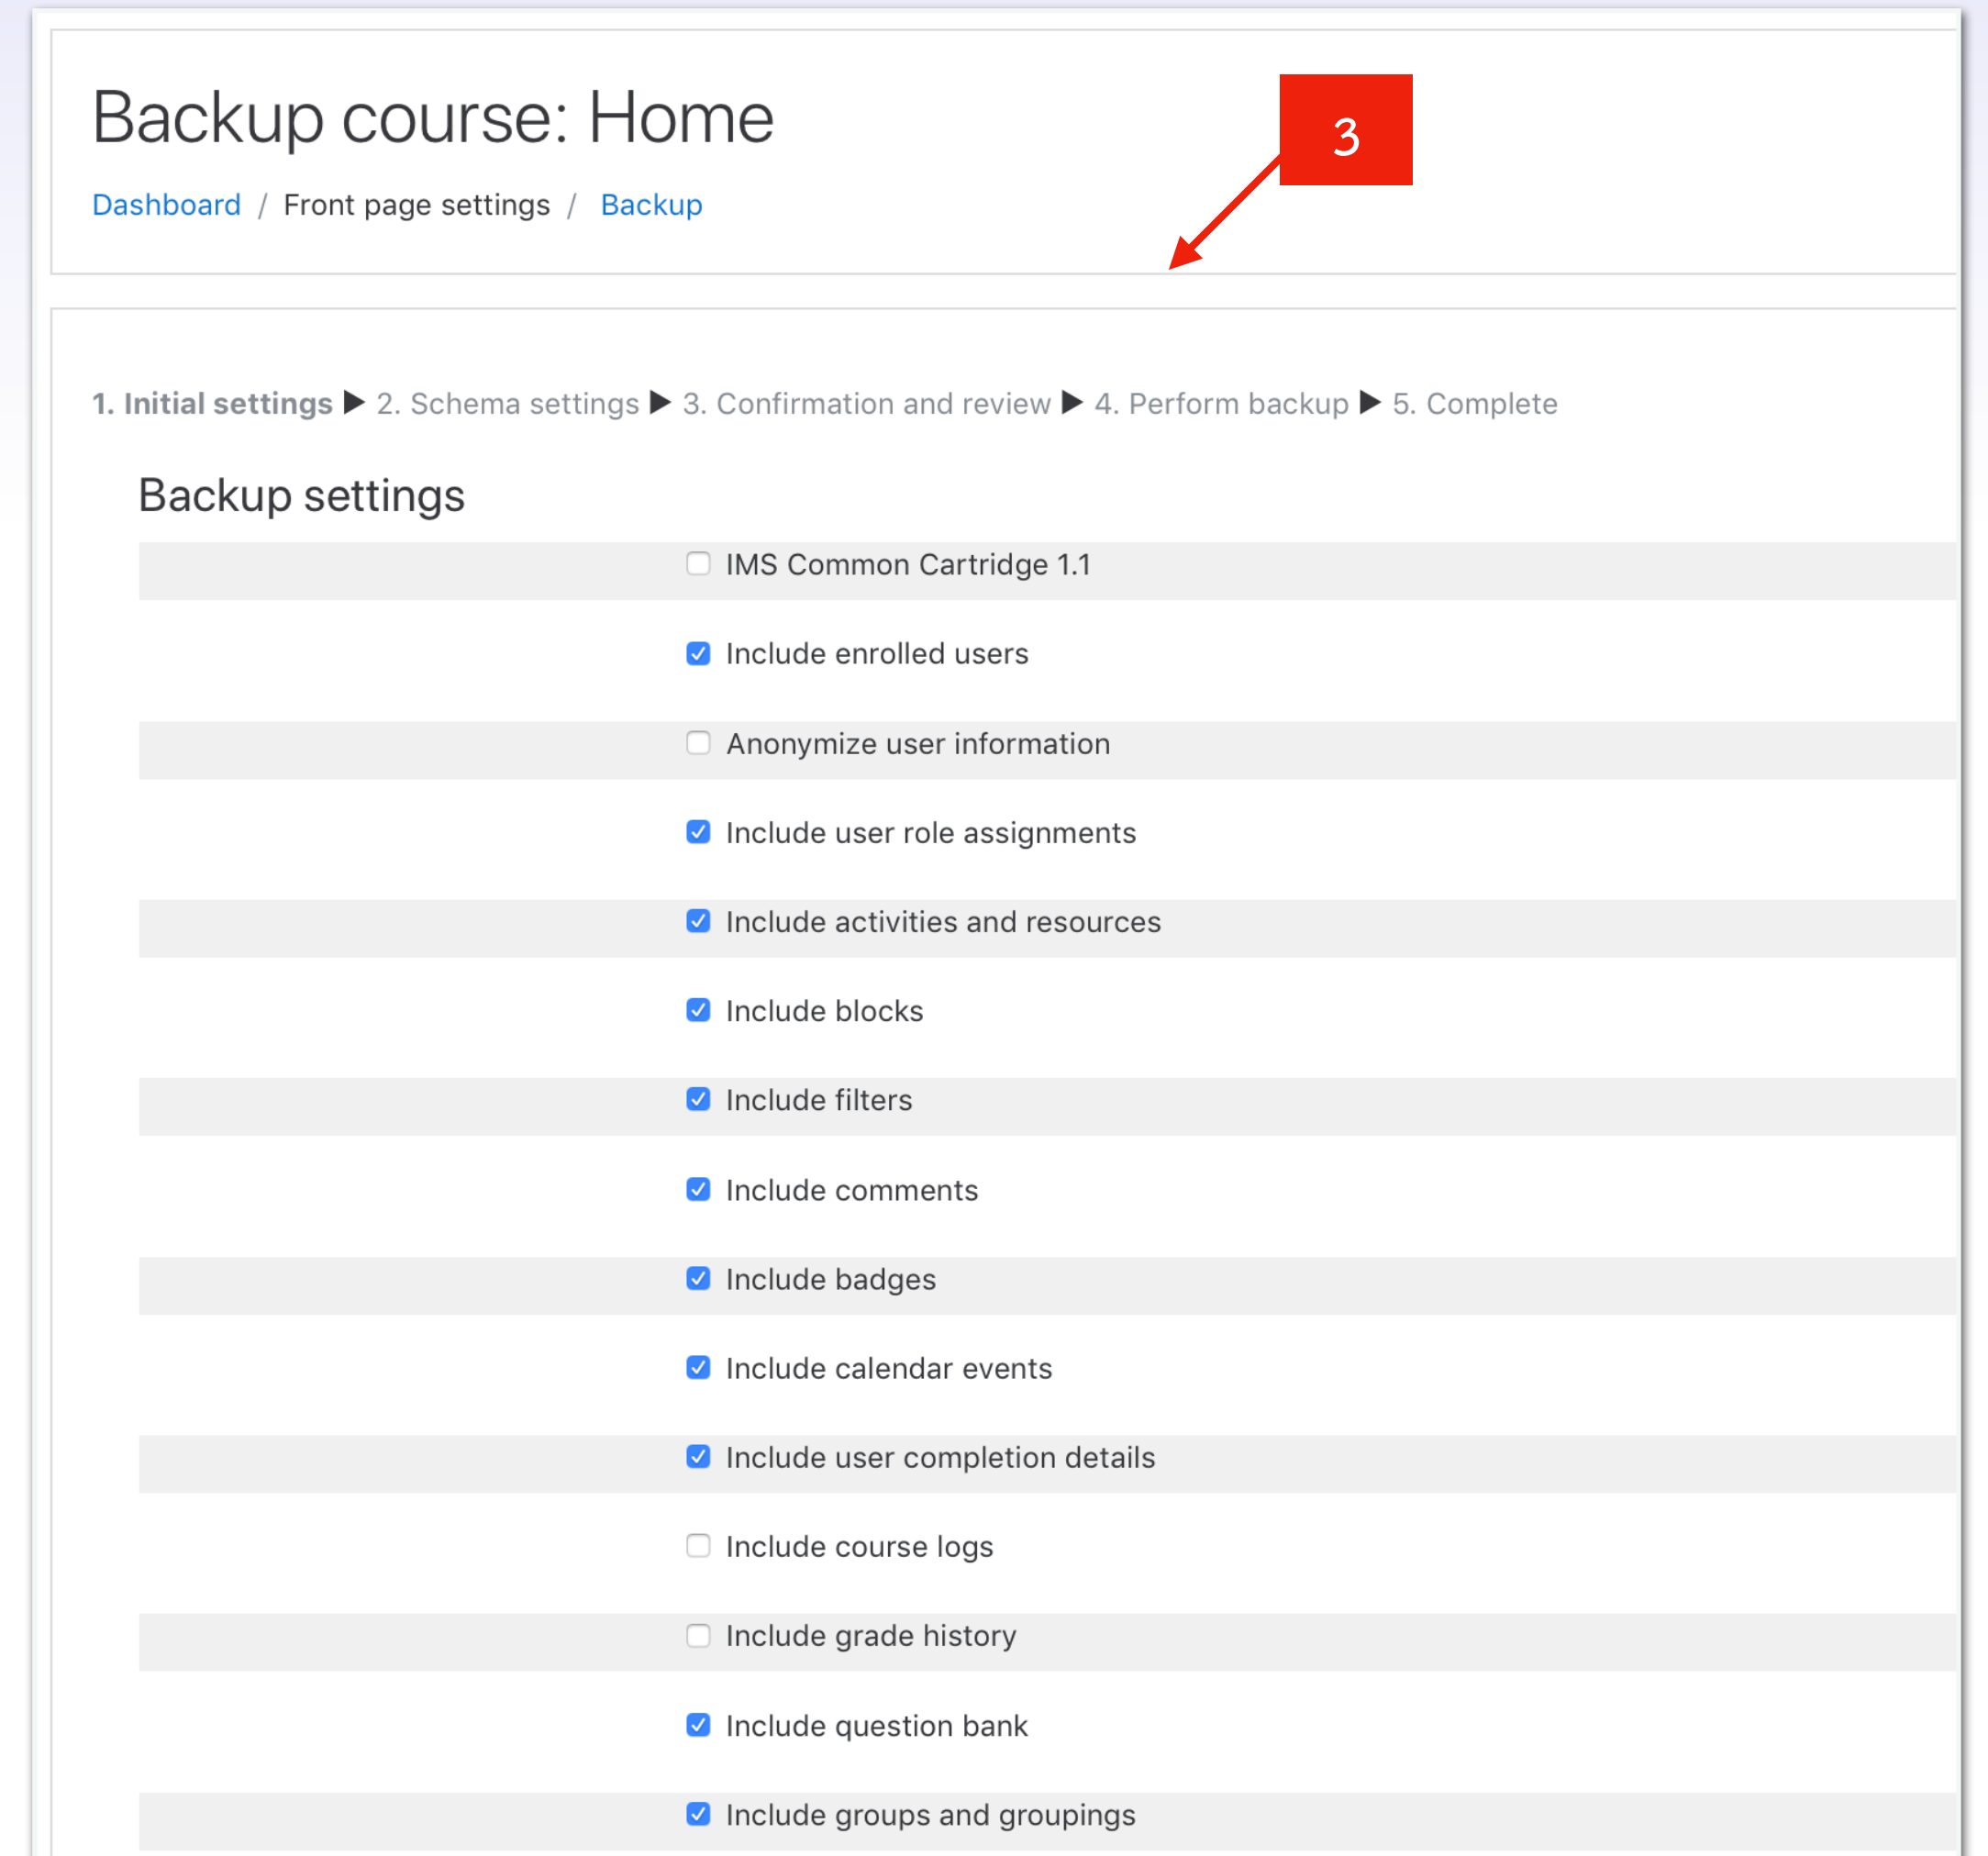 Backup course: Home
3
Dashboard / Front page settings / Backup
1. Initial settings ▶ 2. Schema settings ▶ 3. Confirmation and review ▶ 4. Perform backup ▶ 5. Complete
Backup settings
IMS Common Cartridge 1.1
Include enrolled users
Anonymize user information
Include user role assignments
Include activities and resources
Include blocks
Include filters
Include comments
Include badges
Include calendar events
Include user completion details
Include course logs
Include grade history
Include question bank
Include groups and groupings